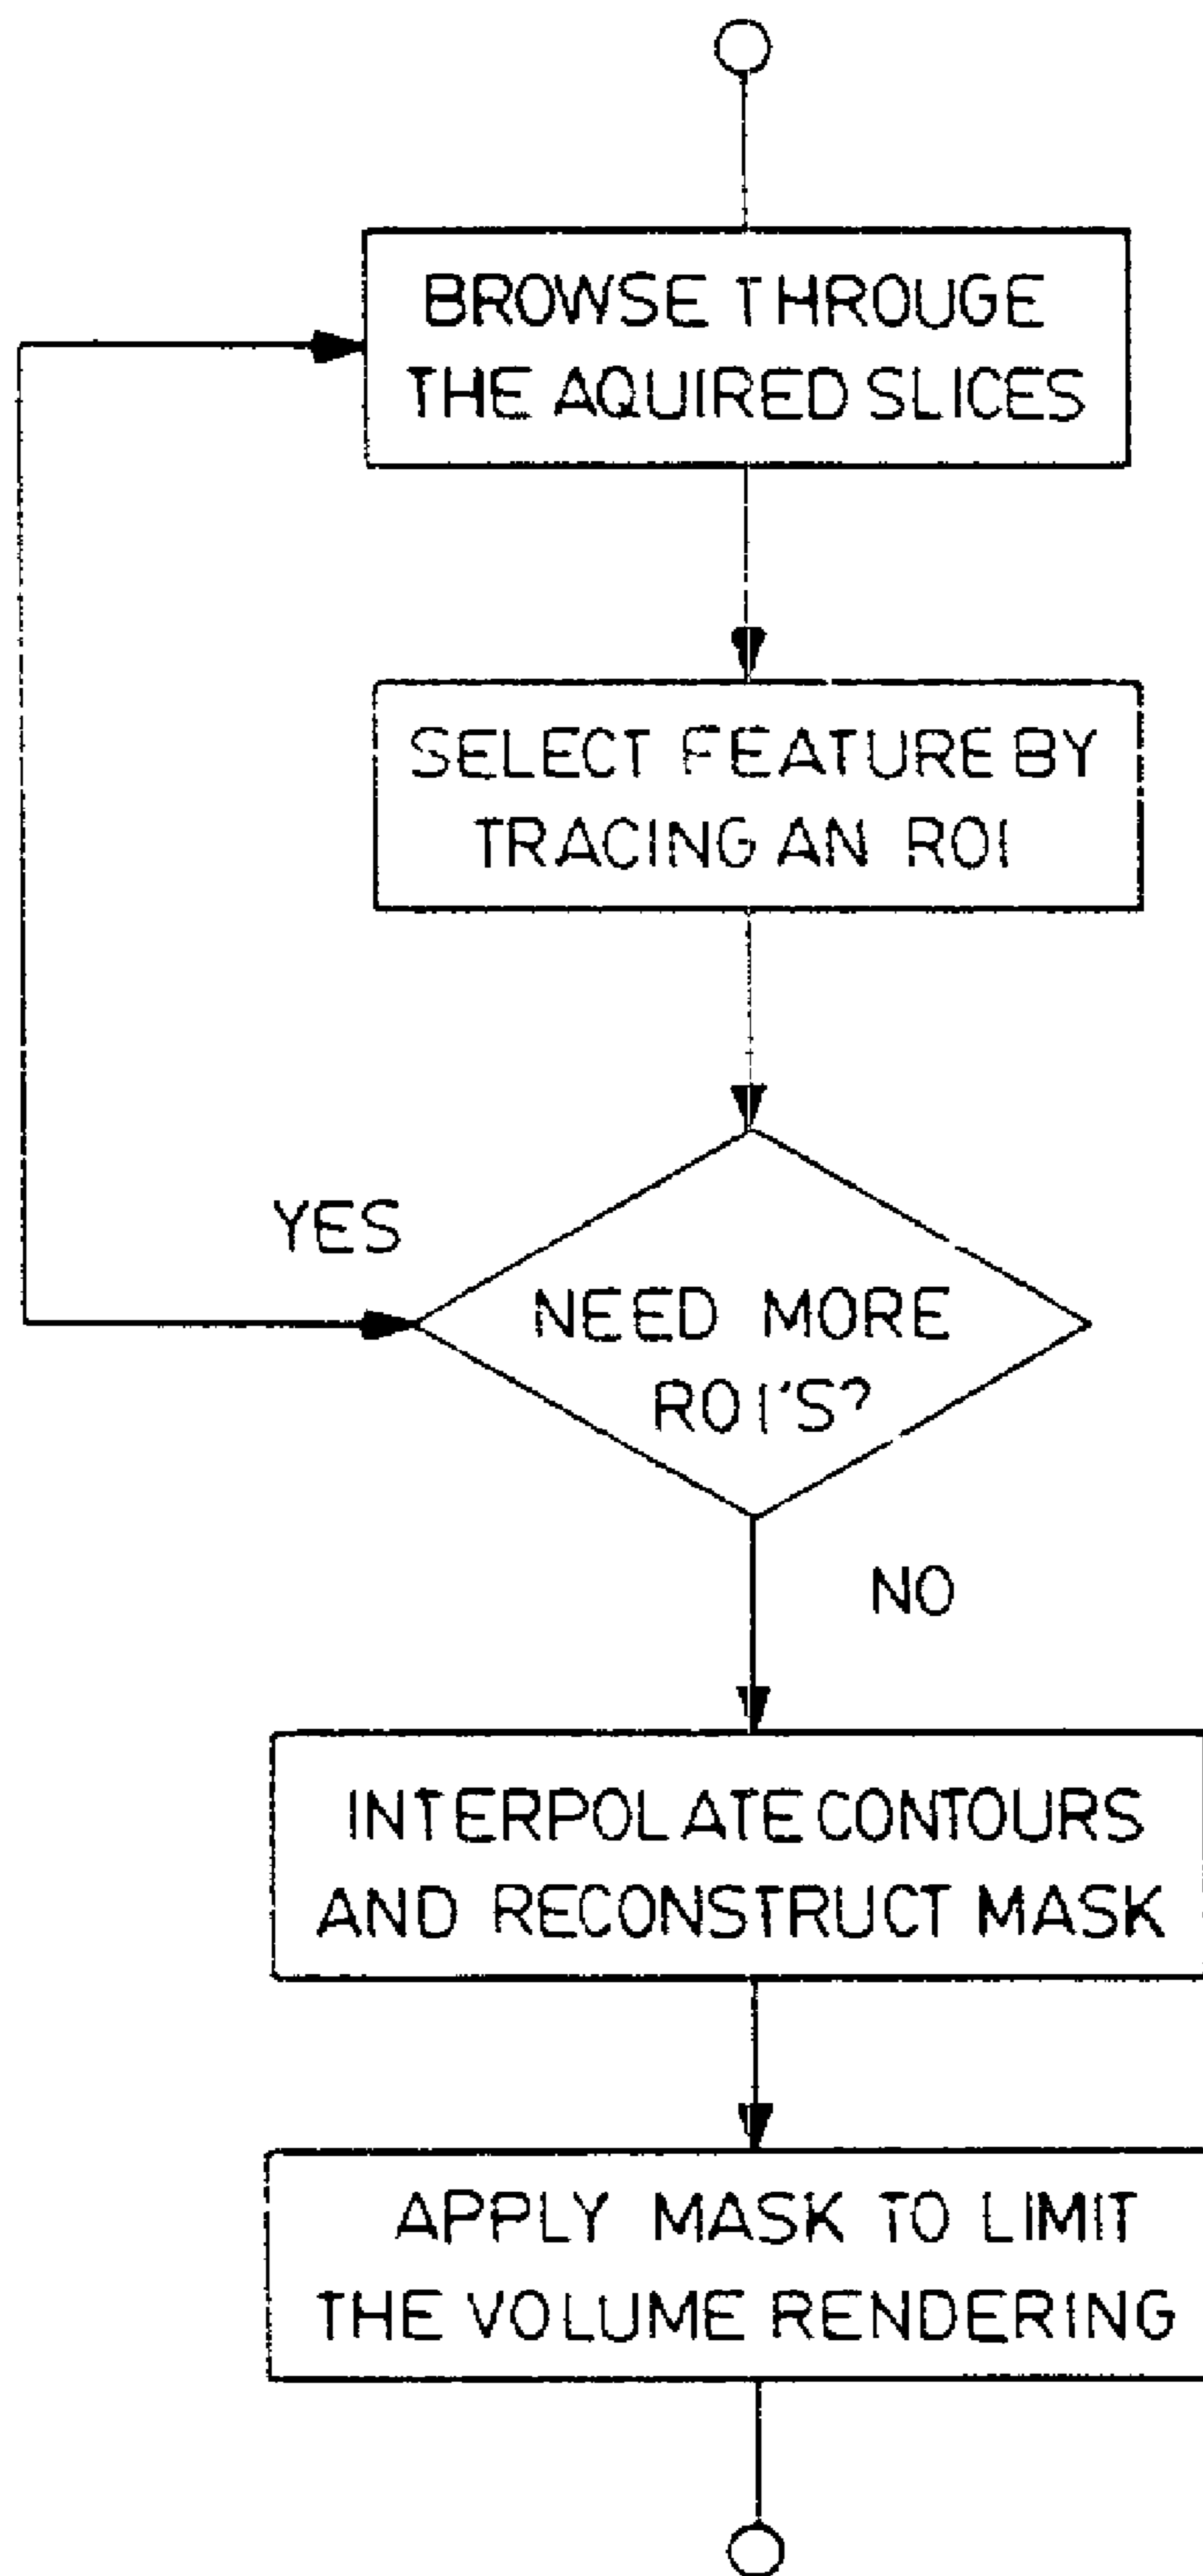 BROWSE THROUGE
THE AQUIRED SLICES
SELECT FEATURE BY
TRACING AN ROI
YES
NEED MORE
ROI'S?
NO
INTERPOLATE CONTOURS
AND RECONSTRUCT MASK
APPLY MASK TO LIMIT
THE VOLUME RENDERING